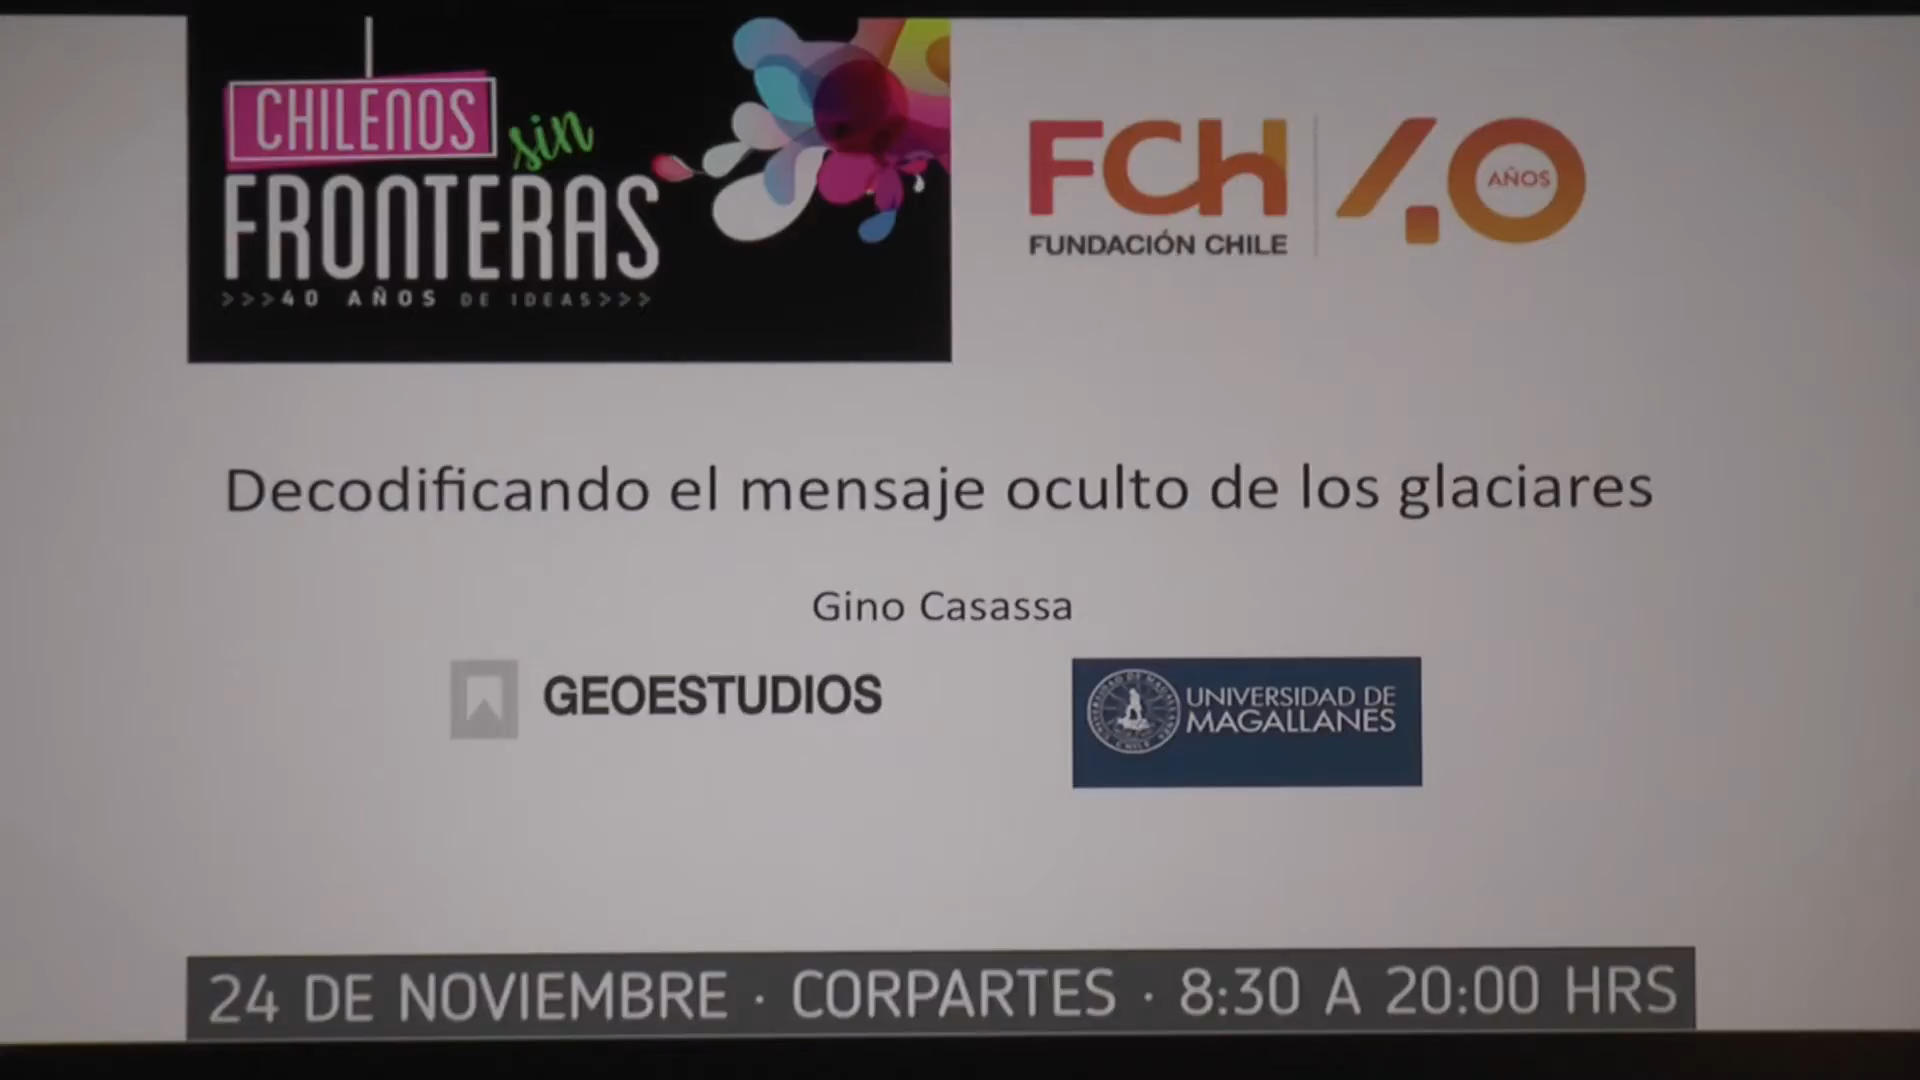 CHILENOS
sin
FRONTERAS
>>>40 AÑOS DE IDEAS>>>
FCH
40
AÑOS
FUNDACIÓN CHILE
Decodificando el mensaje oculto de los glaciares
Gino Casassa
GEOESTUDIOS
UNIVERSIDAD DE
MAGALLANES
24 DE NOVIEMBRE · CORPARTES · 8:30 A 20:00 HRS